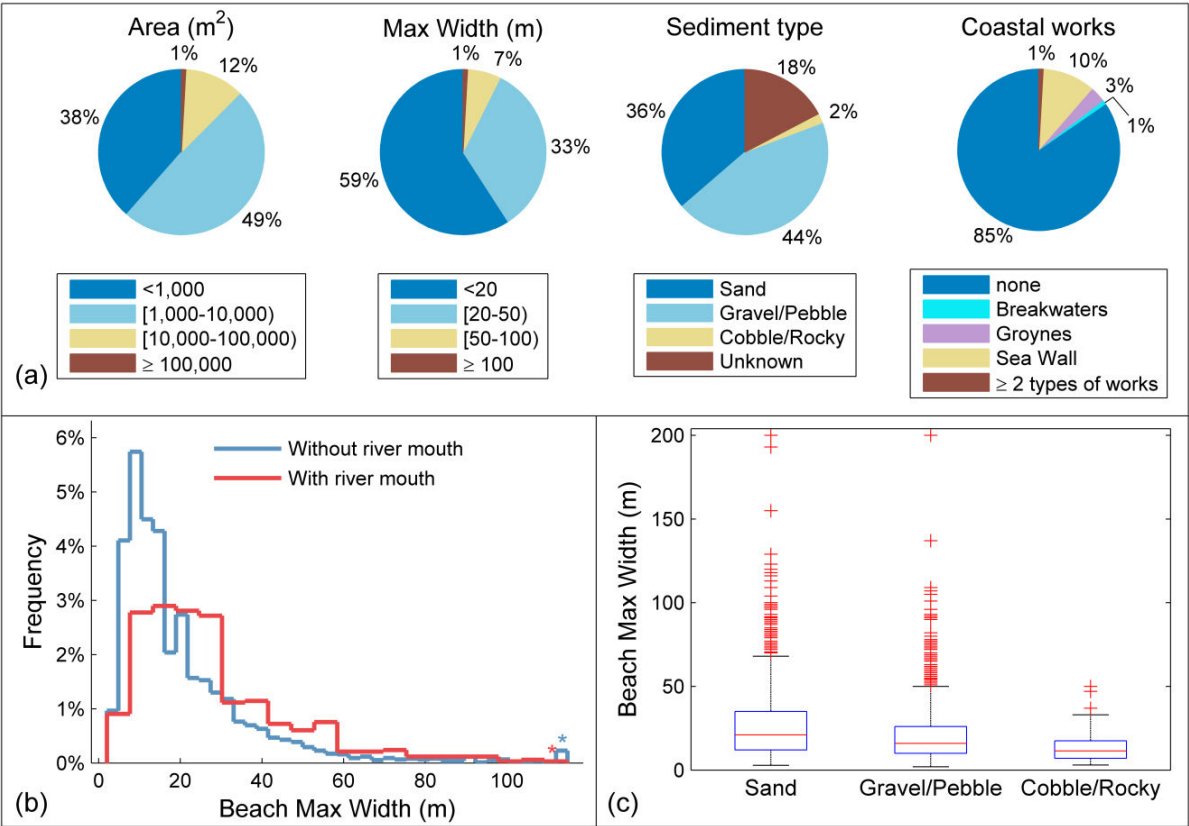 Area (m²)
1%
12%
38%
49%
<1,000
[1,000-10,000)
[10,000-100,000)
≥ 100,000
(a)
Max Width (m)
1%
7%
33%
59%
<20
[20-50)
[50-100)
≥ 100
Sediment type
18%
36%
2%
44%
Sand
Gravel/Pebble
Cobble/Rocky
Unknown
Coastal works
1%
10%
3%
1%
85%
none
Breakwaters
Groynes
Sea Wall
≥ 2 types of works
6%
5%
4%
3%
2%
1%
0%
Frequency
Without river mouth
With river mouth
*
*
0
20
40
60
80
100
Beach Max Width (m)
(b)
200
150
100
50
0
Beach Max Width (m)
Sand
Gravel/Pebble
Cobble/Rocky
(c)